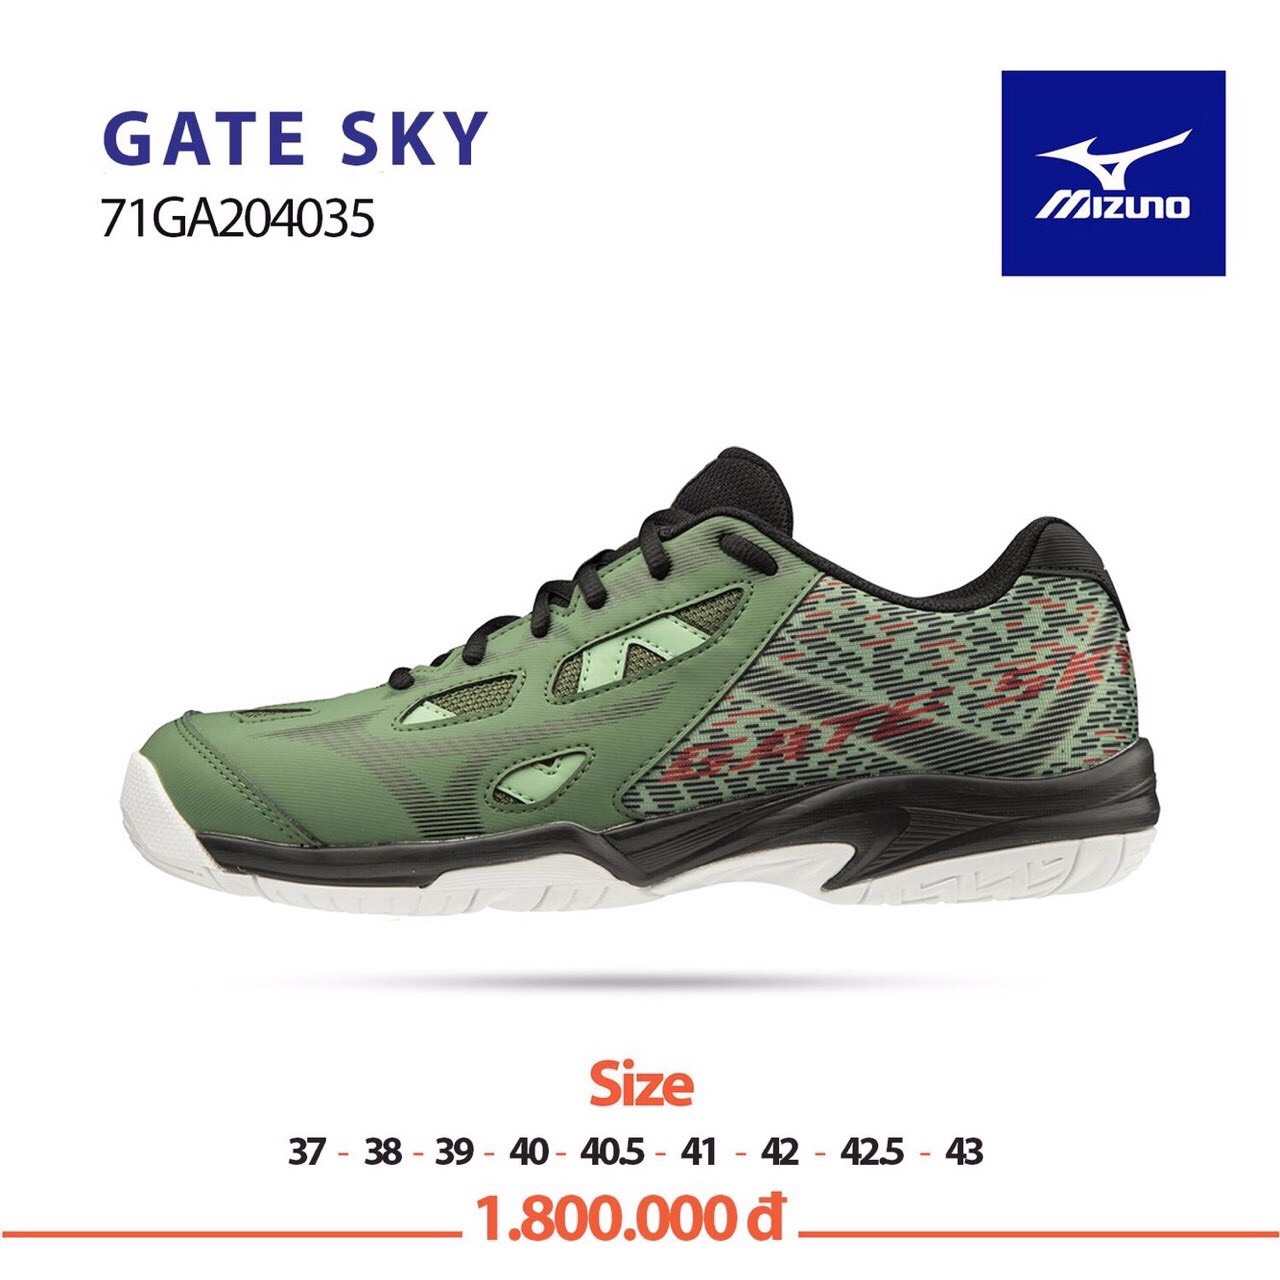 GATE SKY
71GA204035
MIZUNO
GATE SKY
Size
37 - 38 - 39 - 40 - 40.5 - 41 - 42 - 42.5 - 43
1.800.000 đ